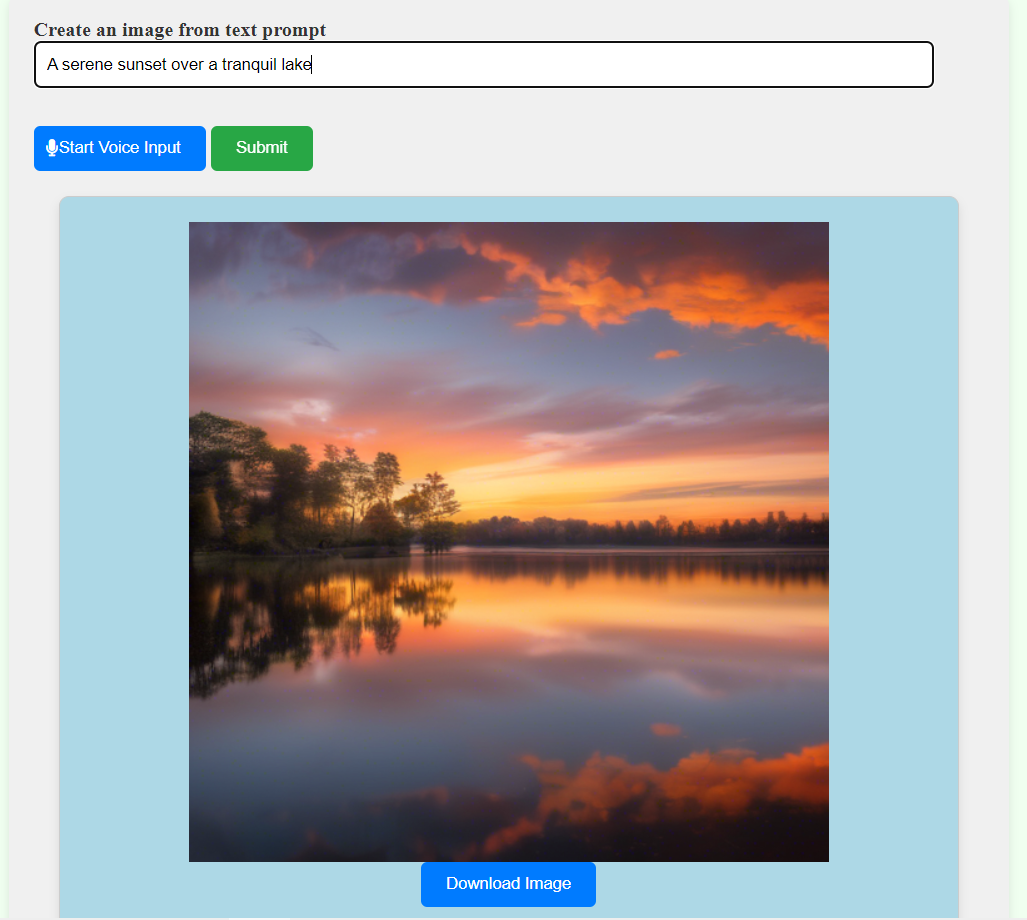 Create an image from text prompt
A serene sunset over a tranquil lake
Start Voice Input Submit
Download Image